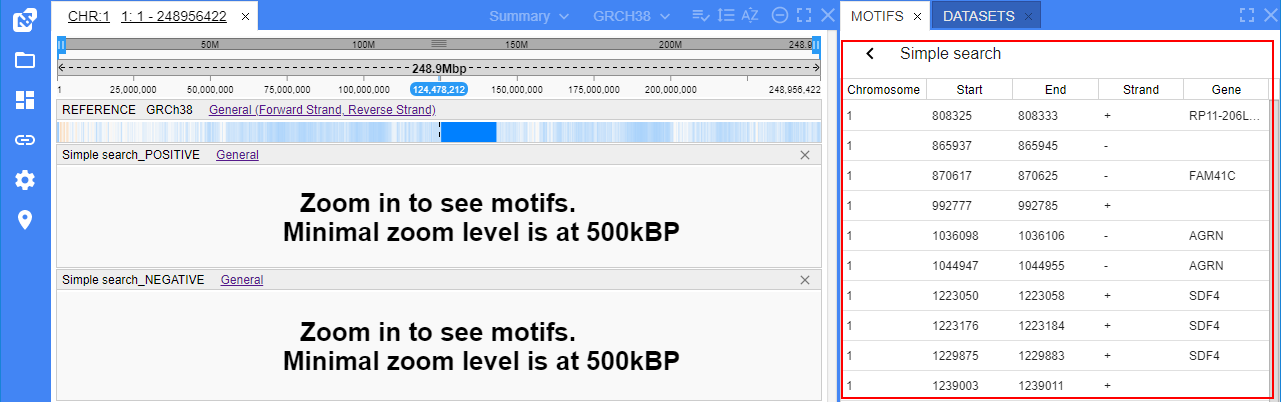 CHR:1 1: 1 - 248956422 × Summary GRCH38
50M 100M 150M 200M 248.9
248.9Mbp
1 25,000,000 50,000,000 75,000,000 100,000,000 124,478,212 150,000,000 175,000,000 200,000,000 248,956,422
REFERENCE GRCh38 General (Forward Strand, Reverse Strand)
Simple search_POSITIVE General ×
Zoom in to see motifs.
Minimal zoom level is at 500kBP
Simple search_NEGATIVE General ×
Zoom in to see motifs.
Minimal zoom level is at 500kBP
MOTIFS × DATASETS ×
Simple search
Chromosome Start End Strand Gene
1 808325 808333 + RP11-206L...
1 865937 865945 -
1 870617 870625 - FAM41C
1 992777 992785 +
1 1036098 1036106 - AGRN
1 1044947 1044955 - AGRN
1 1223050 1223058 + SDF4
1 1223176 1223184 + SDF4
1 1229875 1229883 + SDF4
1 1239003 1239011 +